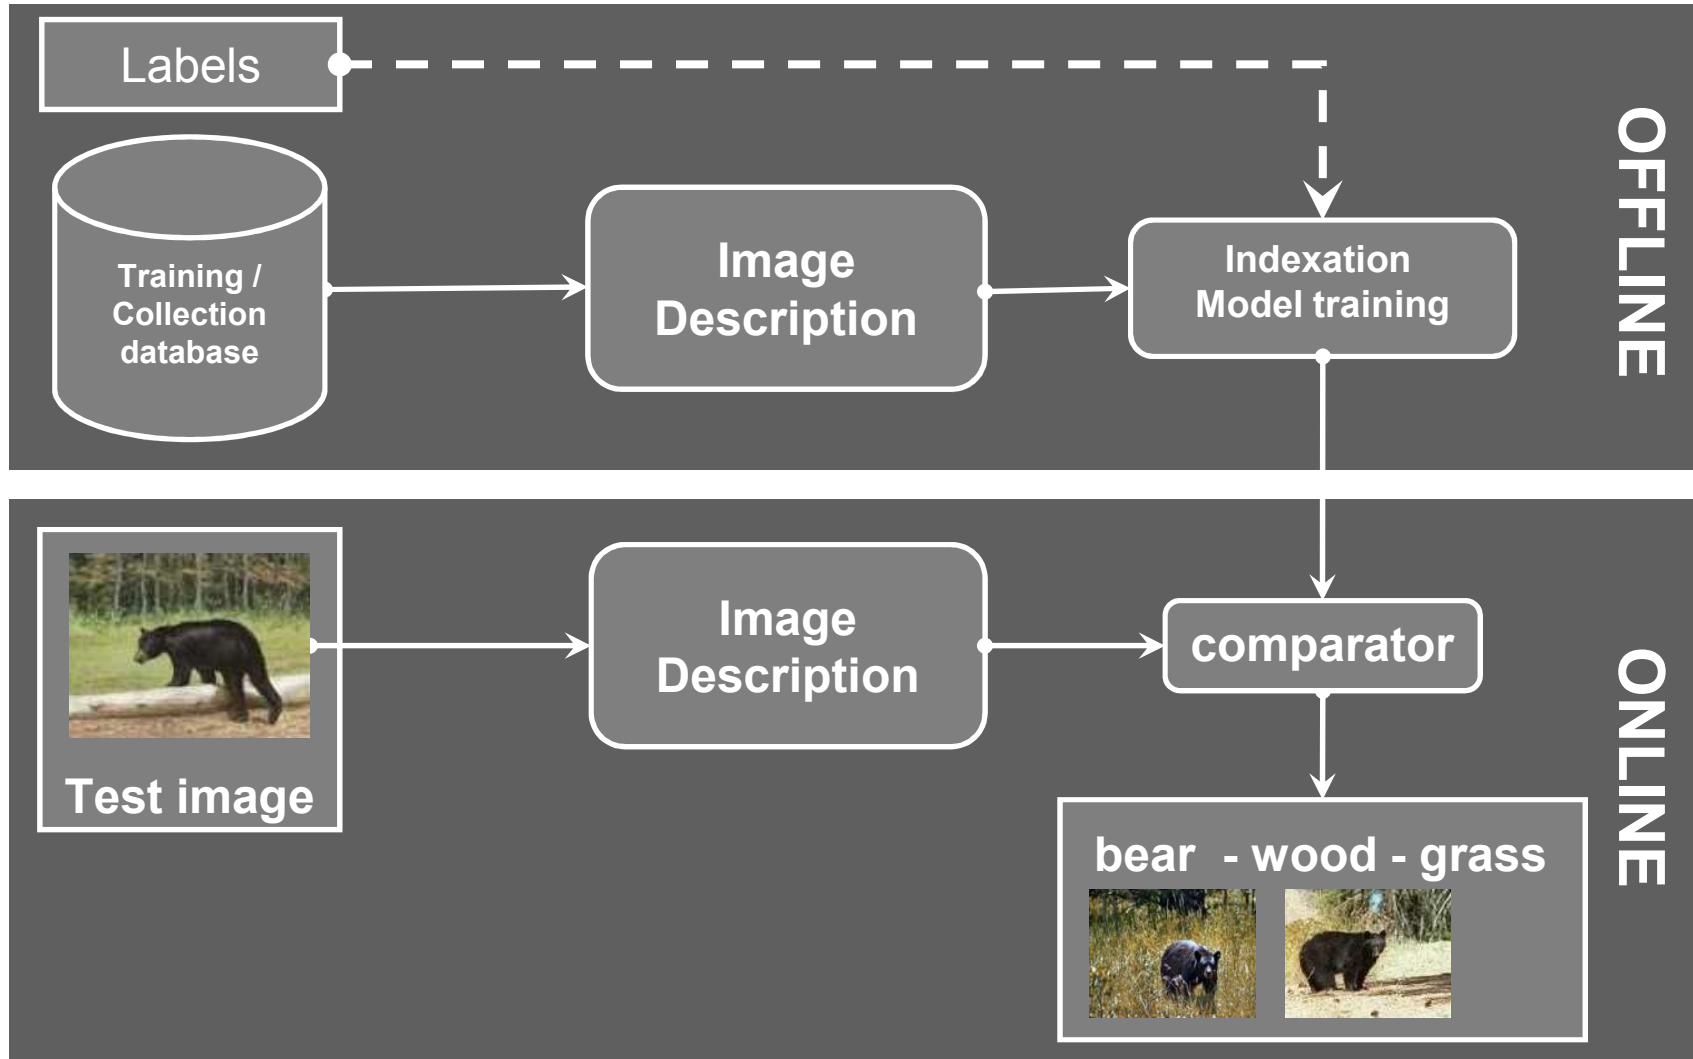 Labels
Training /
Collection
database
Image
Description
Indexation
Model training
OFFLINE
Test image
Image
Description
comparator
bear - wood - grass
ONLINE